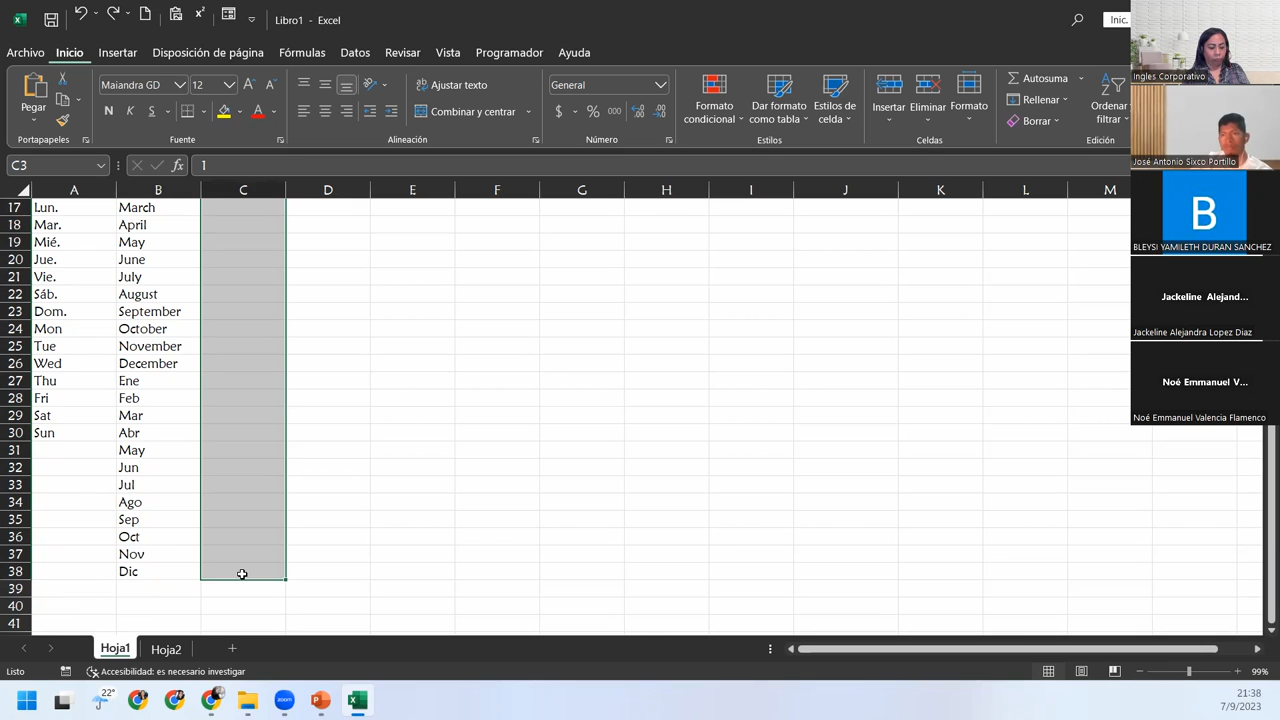 Libro1 - Excel
Inic.
Archivo Inicio Insertar Disposición de página Fórmulas Datos Revisar Vista Programador Ayuda
Pegar
Maiandra GD 12
N K S
Portapapeles
Fuente
Combinar y centrar
Alineación
General
$ % 000
Número
Formato condicional
Dar formato como tabla
Estilos de celda
Estilos
Insertar Eliminar Formato
Celdas
Autosuma
Rellenar
Borrar
Ordenar
filtrar
Edición
C3 fx 1
A B C D E F G H I J K L M
17 Lun. March
18 Mar. April
19 Mié. May
20 Jue. June
21 Vie. July
22 Sáb. August
23 Dom. September
24 Mon October
25 Tue November
26 Wed December
27 Thu Ene
28 Fri Feb
29 Sat Mar
30 Sun Abr
31 May
32 Jun
33 Jul
34 Ago
35 Sep
36 Oct
37 Nov
38 Dic
39
40
41
Hoja1 Hoja2 +
Listo Accesibilidad: es necesario investigar
99%
22°
zoom
21:38
7/9/2023
Ingles Corporativo
José Antonio Sixco Portillo
B
BLEYSI YAMILETH DURAN SANCHEZ
Jackeline Alejand...
Jackeline Alejandra Lopez Diaz
Noé Emmanuel V...
Noé Emmanuel Valencia Flamenco